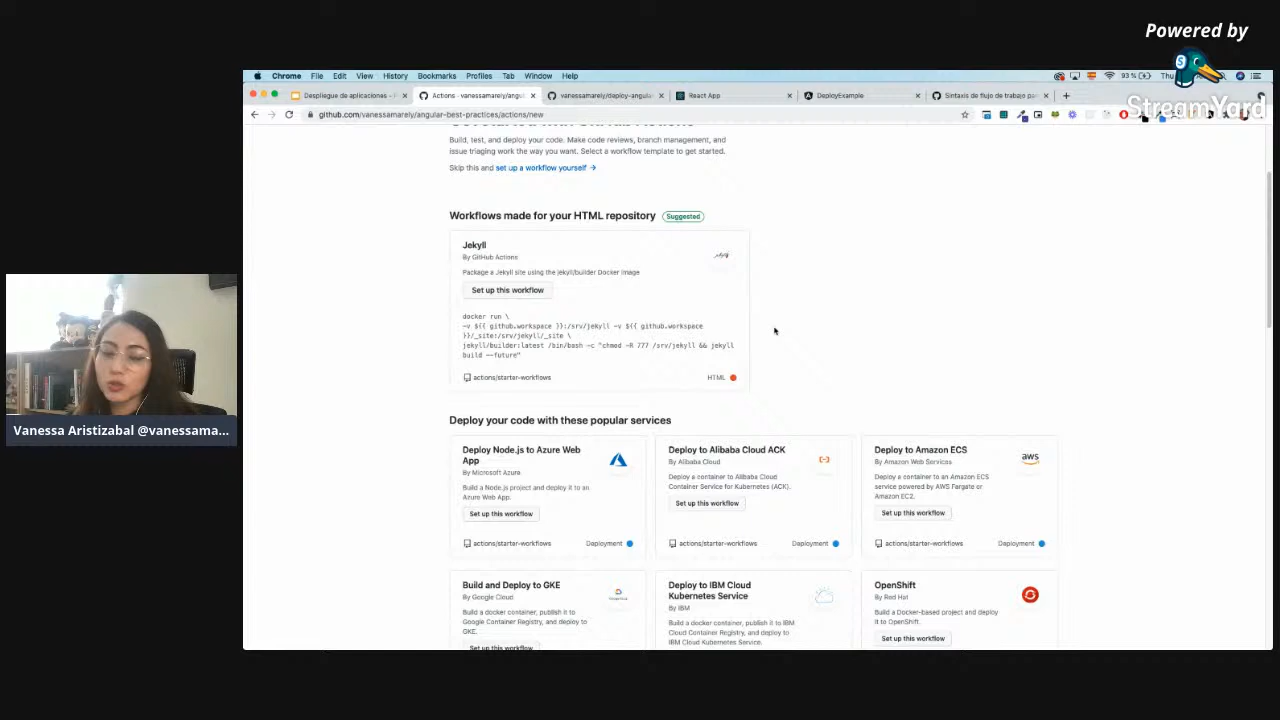 Powered by
StreamYard
Chrome File Edit View History Bookmarks Profiles Tab Window Help
93 %
Despliegue de aplicaciones -
Actions · vanessamarely/angul
vanessamarely/deploy-angular
React App
DeployExample
Sintaxis de flujo de trabajo par
github.com/vanessamarely/angular-best-practices/actions/new
Build, test, and deploy your code. Make code reviews, branch management, and
issue triaging work the way you want. Select a workflow template to get started.
Skip this and set up a workflow yourself →
Workflows made for your HTML repository Suggested
Jekyll
By GitHub Actions
Package a Jekyll site using the jekyll/builder Docker image
Set up this workflow
docker run \
-v ${{ github.workspace }}:/srv/jekyll -v ${{ github.workspace
}}/_site:/srv/jekyll/_site \
jekyll/builder:latest /bin/bash -c "chmod -R 777 /srv/jekyll && jekyll
build --future"
actions/starter-workflows HTML
Deploy your code with these popular services
Deploy Node.js to Azure Web
App
By Microsoft Azure
Build a Node.js project and deploy it to an
Azure Web App.
Set up this workflow
actions/starter-workflows Deployment
Deploy to Alibaba Cloud ACK
By Alibaba Cloud
Deploy a container to Alibaba Cloud
Container Service for Kubernetes (ACK).
Set up this workflow
actions/starter-workflows Deployment
Deploy to Amazon ECS
aws
By Amazon Web Services
Deploy a container to an Amazon ECS
service powered by AWS Fargate or
Amazon EC2.
Set up this workflow
actions/starter-workflows Deployment
Build and Deploy to GKE
By Google Cloud
Build a docker container, publish it to
Google Container Registry, and deploy to
GKE.
Set up this workflow
Deploy to IBM Cloud
Kubernetes Service
By IBM
Build a docker container, publish it to IBM
Cloud Container Registry, and deploy to
IBM Cloud Kubernetes Service.
OpenShift
By Red Hat
Build a Docker-based project and deploy
it to OpenShift.
Set up this workflow
Vanessa Aristizabal @vanessama...